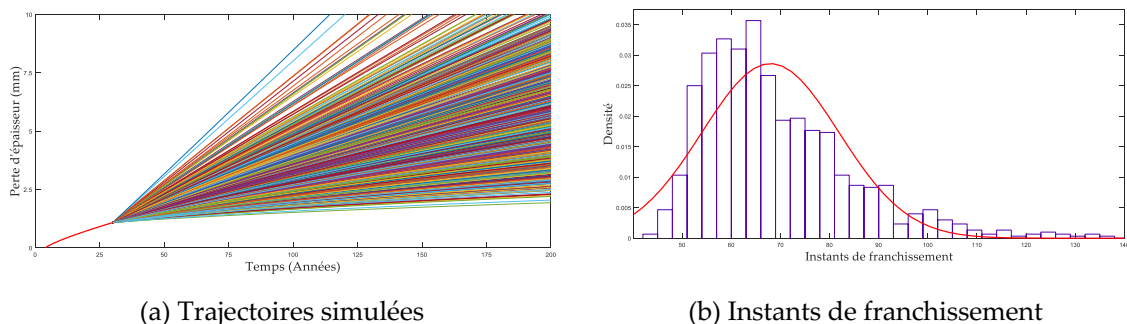 10
7.5
5
2.5
0
Perte d'épaisseur (mm)
0 25 50 75 100 125 150 175 200
Temps (Années)
(a) Trajectoires simulées
0.035
0.03
0.025
0.02
0.015
0.01
0.005
0
Densité
50 60 70 80 90 100 110 120 130 140
Instants de franchissement
(b) Instants de franchissement